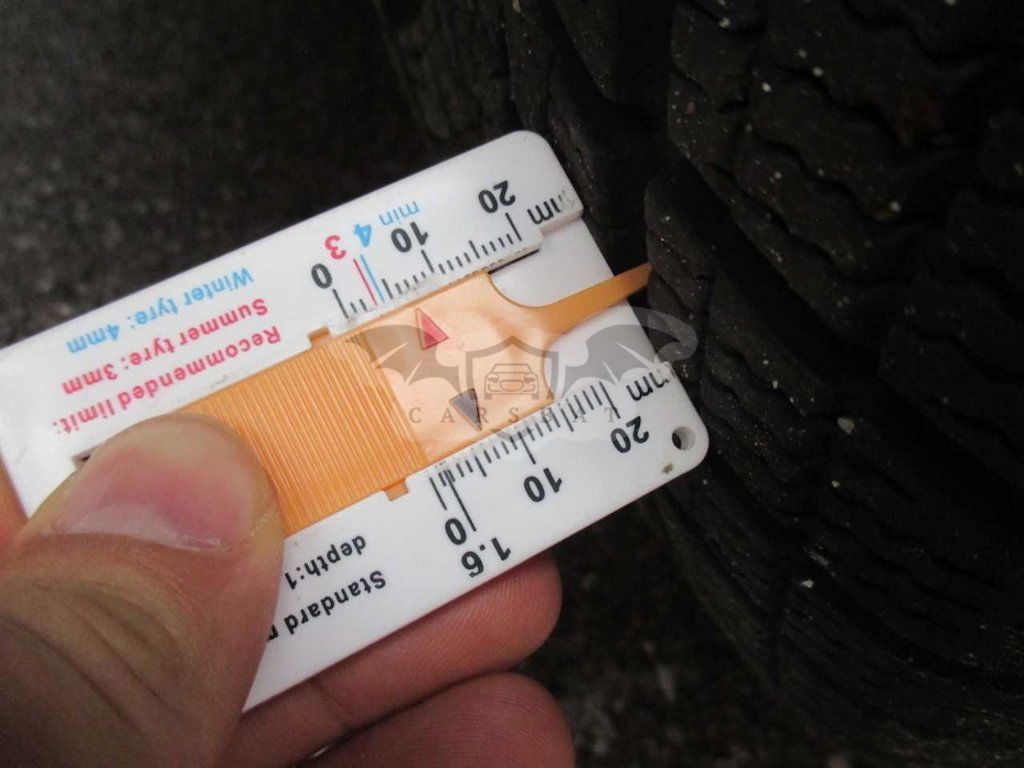 Recommended limit:
Summer tyre: 3mm
Winter tyre: 4mm
0 3 4 min 10 20 mm
CARSBAT
0 10 20 mm
1.6
Standard
depth:1